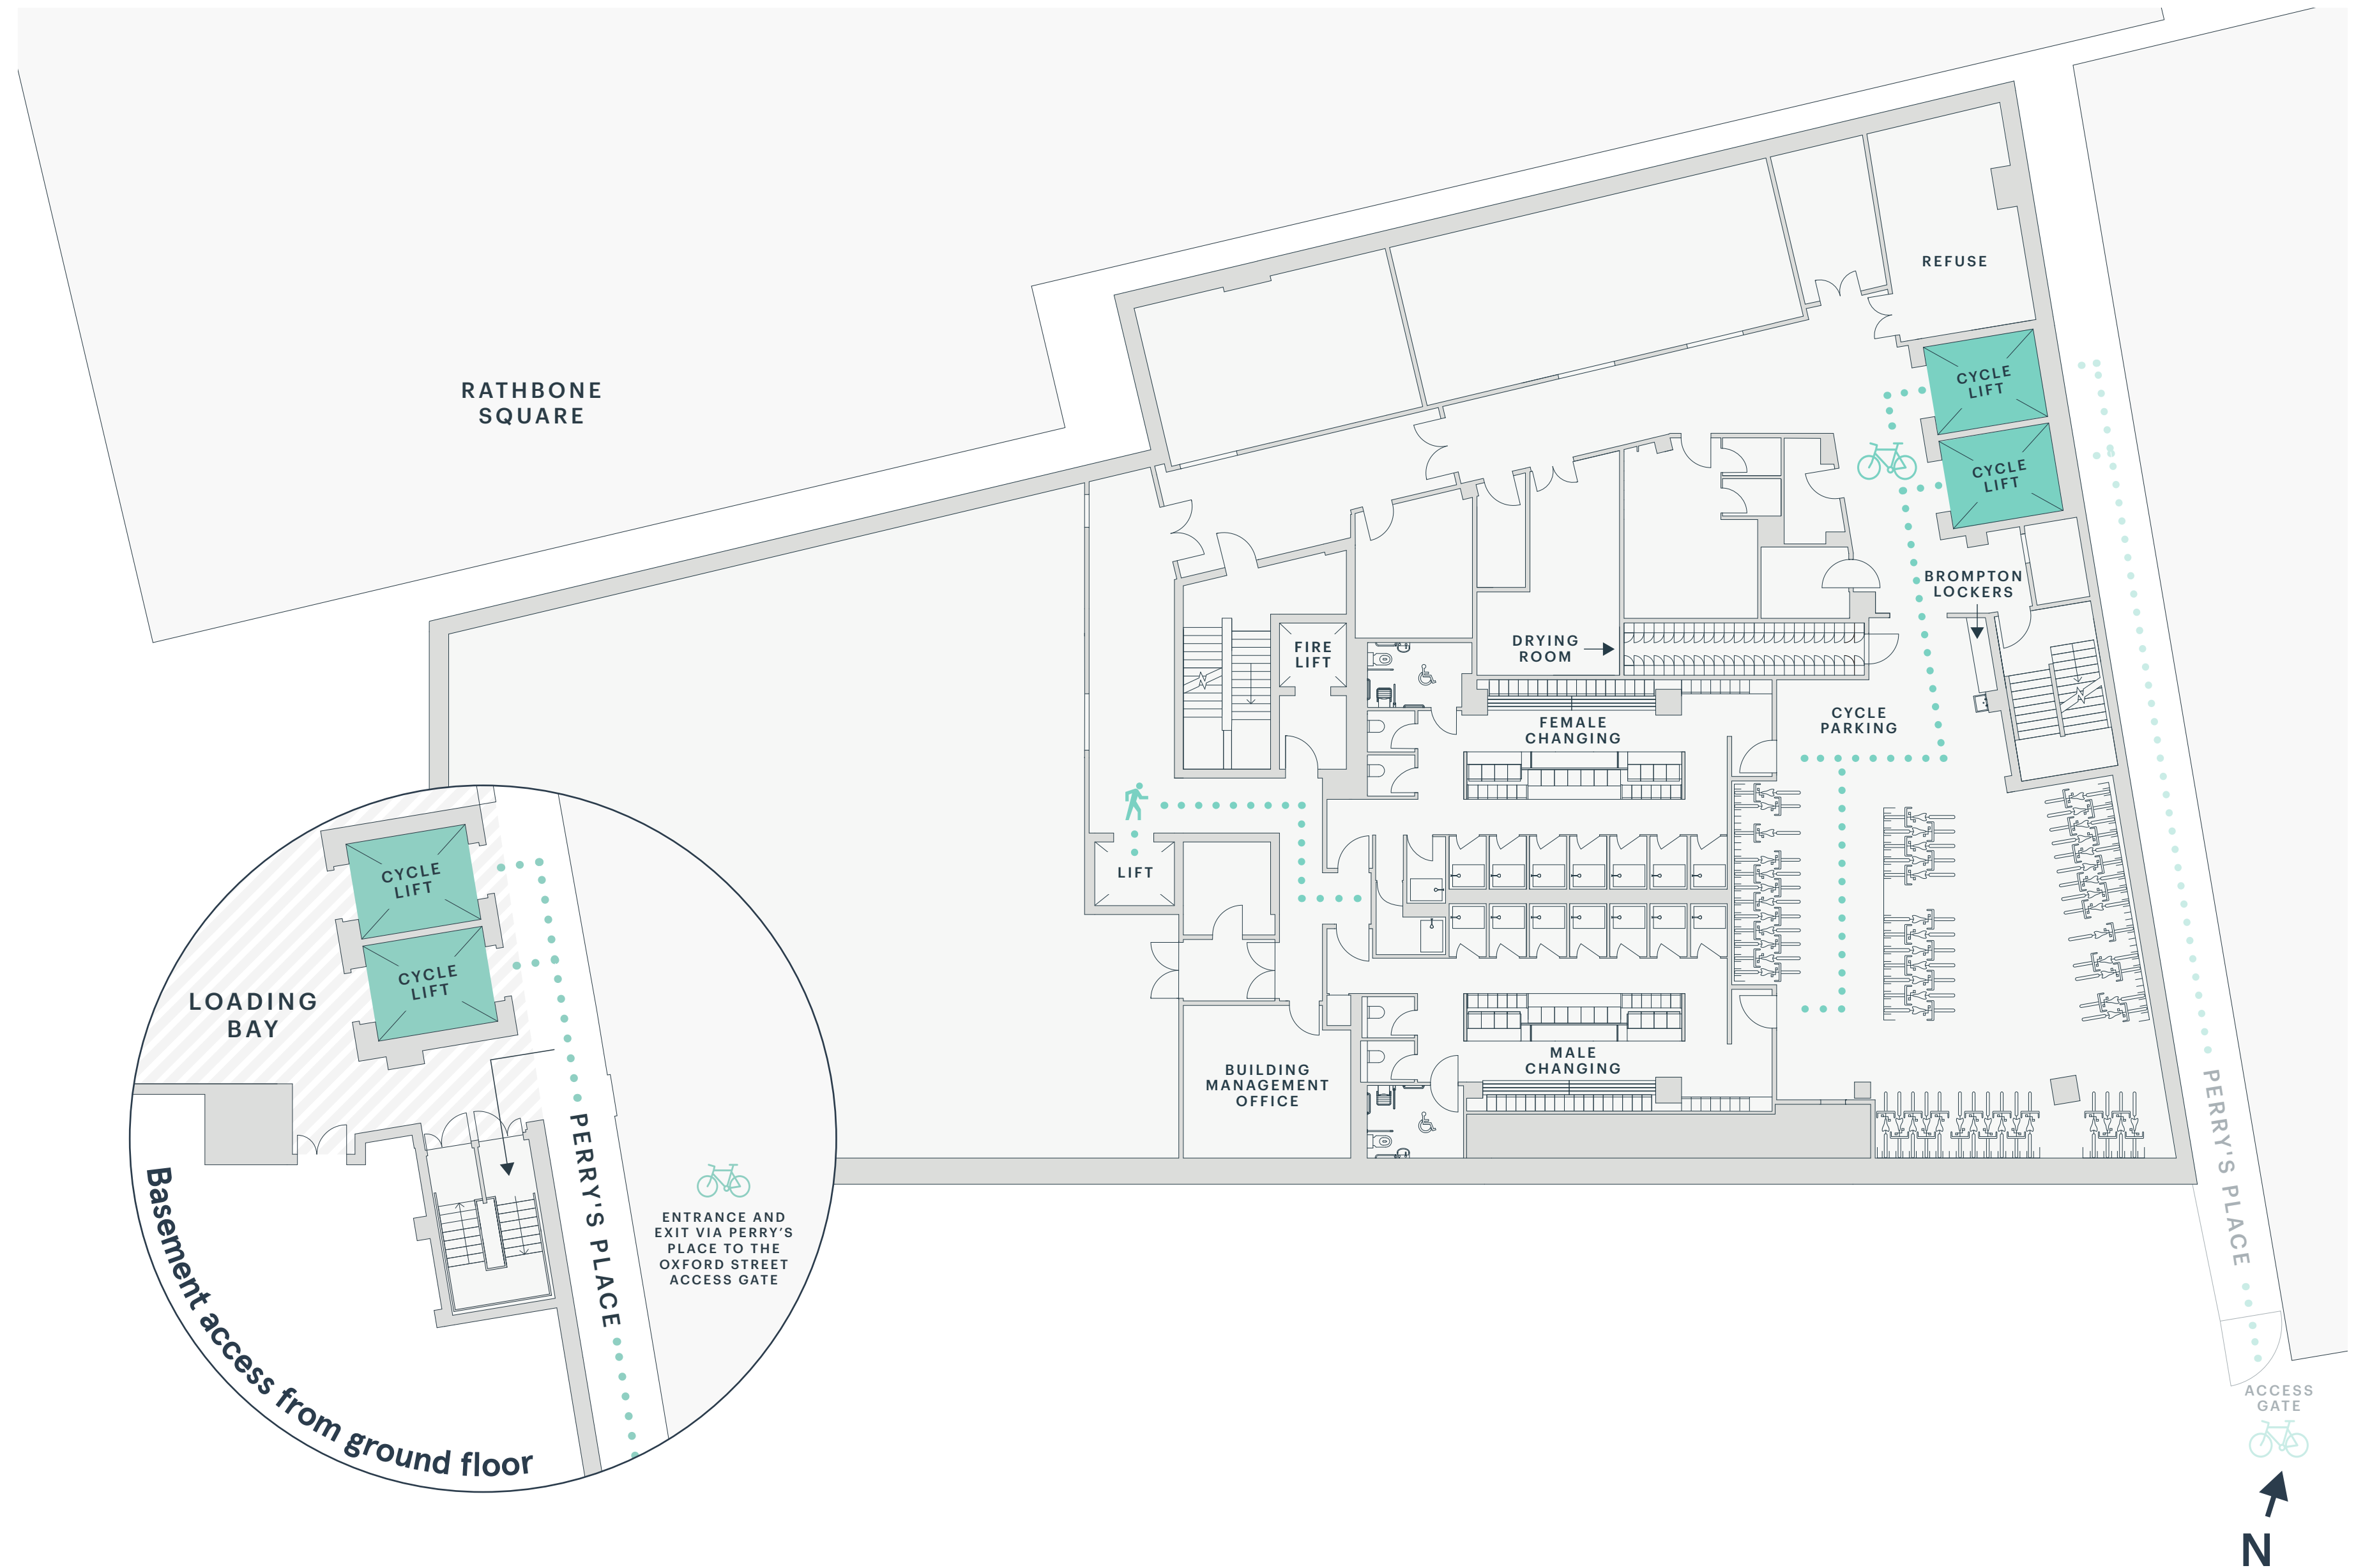 RATHBONE
SQUARE
REFUSE
CYCLE
LIFT
CYCLE
LIFT
BROMPTON
LOCKERS
DRYING
ROOM
FIRE
LIFT
FEMALE
CHANGING
CYCLE
PARKING
LIFT
MALE
CHANGING
BUILDING
MANAGEMENT
OFFICE
CYCLE
LIFT
CYCLE
LIFT
LOADING
BAY
PERRY'S PLACE
ENTRANCE AND
EXIT VIA PERRY'S
PLACE TO THE
OXFORD STREET
ACCESS GATE
Basement access from ground floor
PERRY'S PLACE
ACCESS
GATE
N